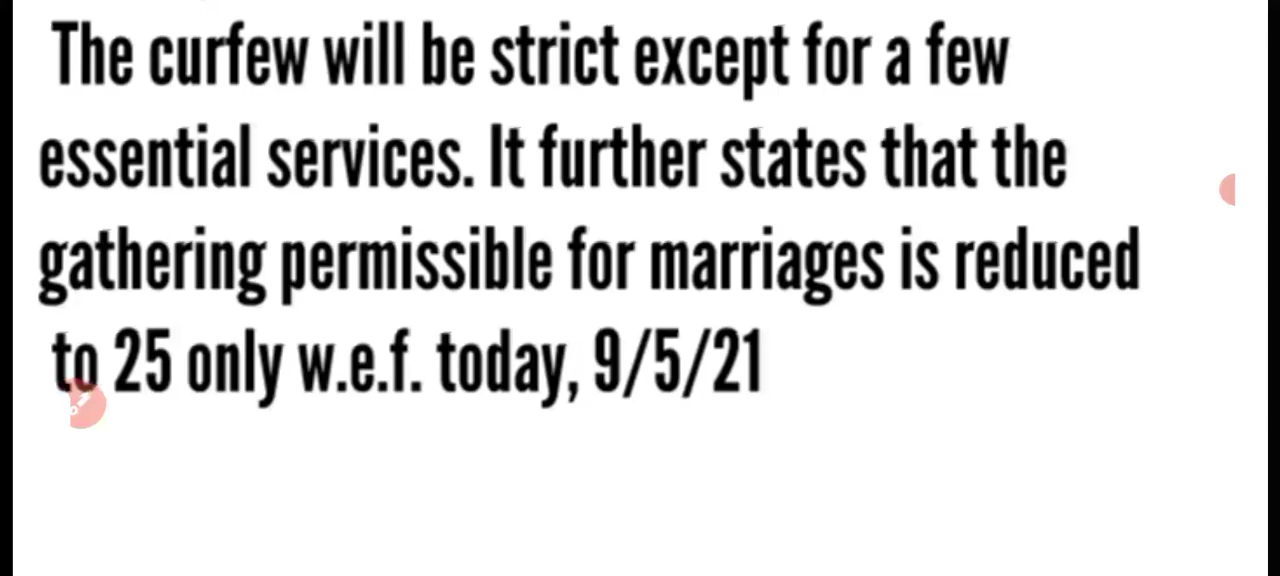 The curfew will be strict except for a few
essential services. It further states that the
gathering permissible for marriages is reduced
to 25 only w.e.f. today, 9/5/21